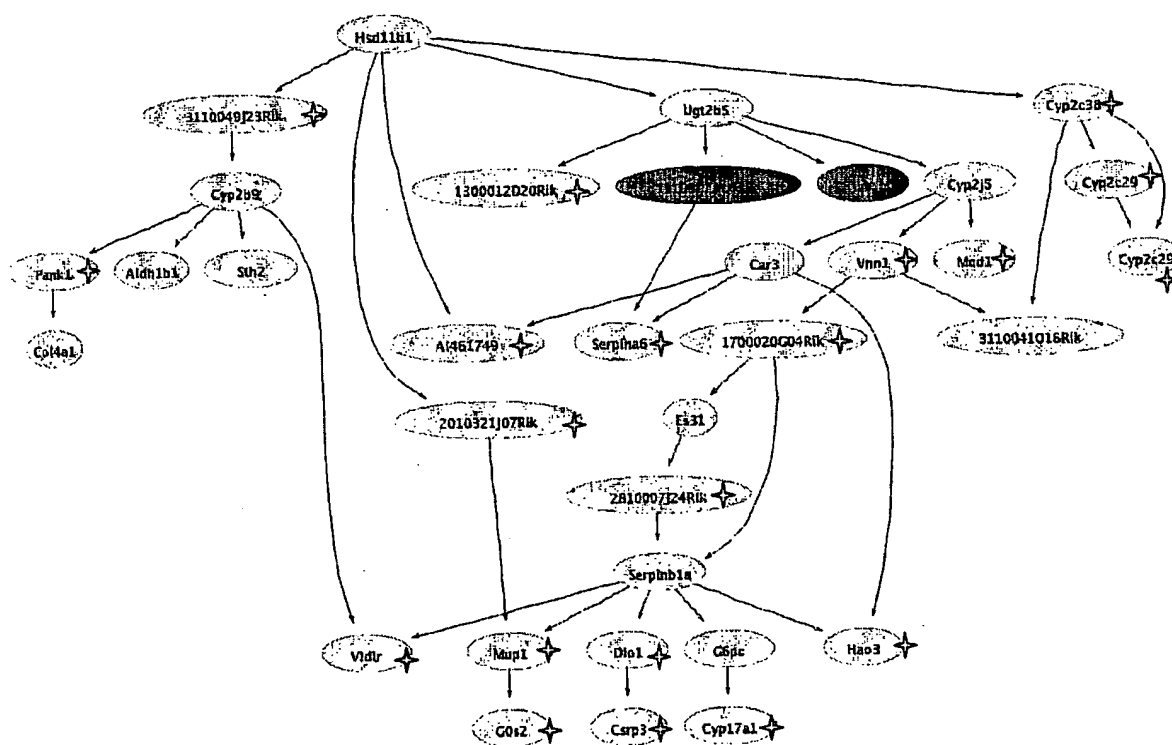 Hsd11b1
3110049J23Rik
Ugt2b5
Cyp2c38
Cyp2b9
1300012D20Rik
Cyp2j5
Cyp2c29
Pank1
Aldh1b1
Sth2
Car3
Vnn1
Mod1
Cyp2c29
Col4a1
AI461749
Serpina6
1700020G04Rik
3110041O16Rik
2010321J07Rik
Es31
2810007J24Rik
Serpinb1a
Vldlr
Mup1
Dio1
G6pc
Hao3
G0s2
Csrp3
Cyp17a1